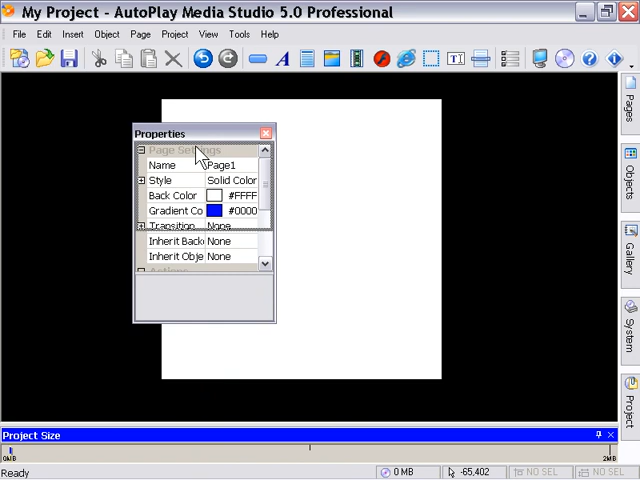 My Project - AutoPlay Media Studio 5.0 Professional
File Edit Insert Object Page Project View Tools Help
Properties
Page Settings
Name Page1
Style Solid Color
Back Color #FFFF
Gradient Co #0000
Transition None
Inherit Back None
Inherit Obje None
Actions
Pages
Objects
Gallery
System
Project
Project Size
0MB 2MB
Ready 0 MB -65,402 NO SEL NO SEL